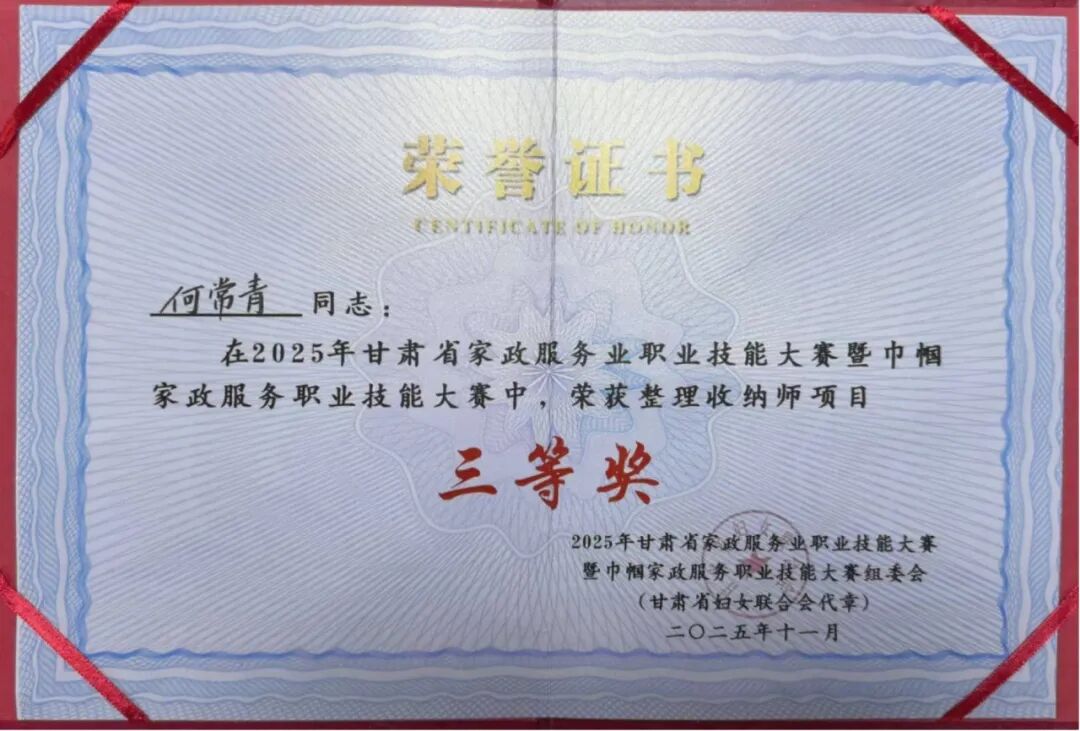 荣誉证书
CERTIFICATE OF HONOR
何常青 同志：
在2025年甘肃省家政服务业职业技能大赛暨巾帼
家政服务职业技能大赛中，荣获整理收纳师项目
三等奖
2025年甘肃省家政服务业职业技能大赛
暨巾帼家政服务职业技能大赛组委会
（甘肃省妇女联合会代章）
二〇二五年十一月